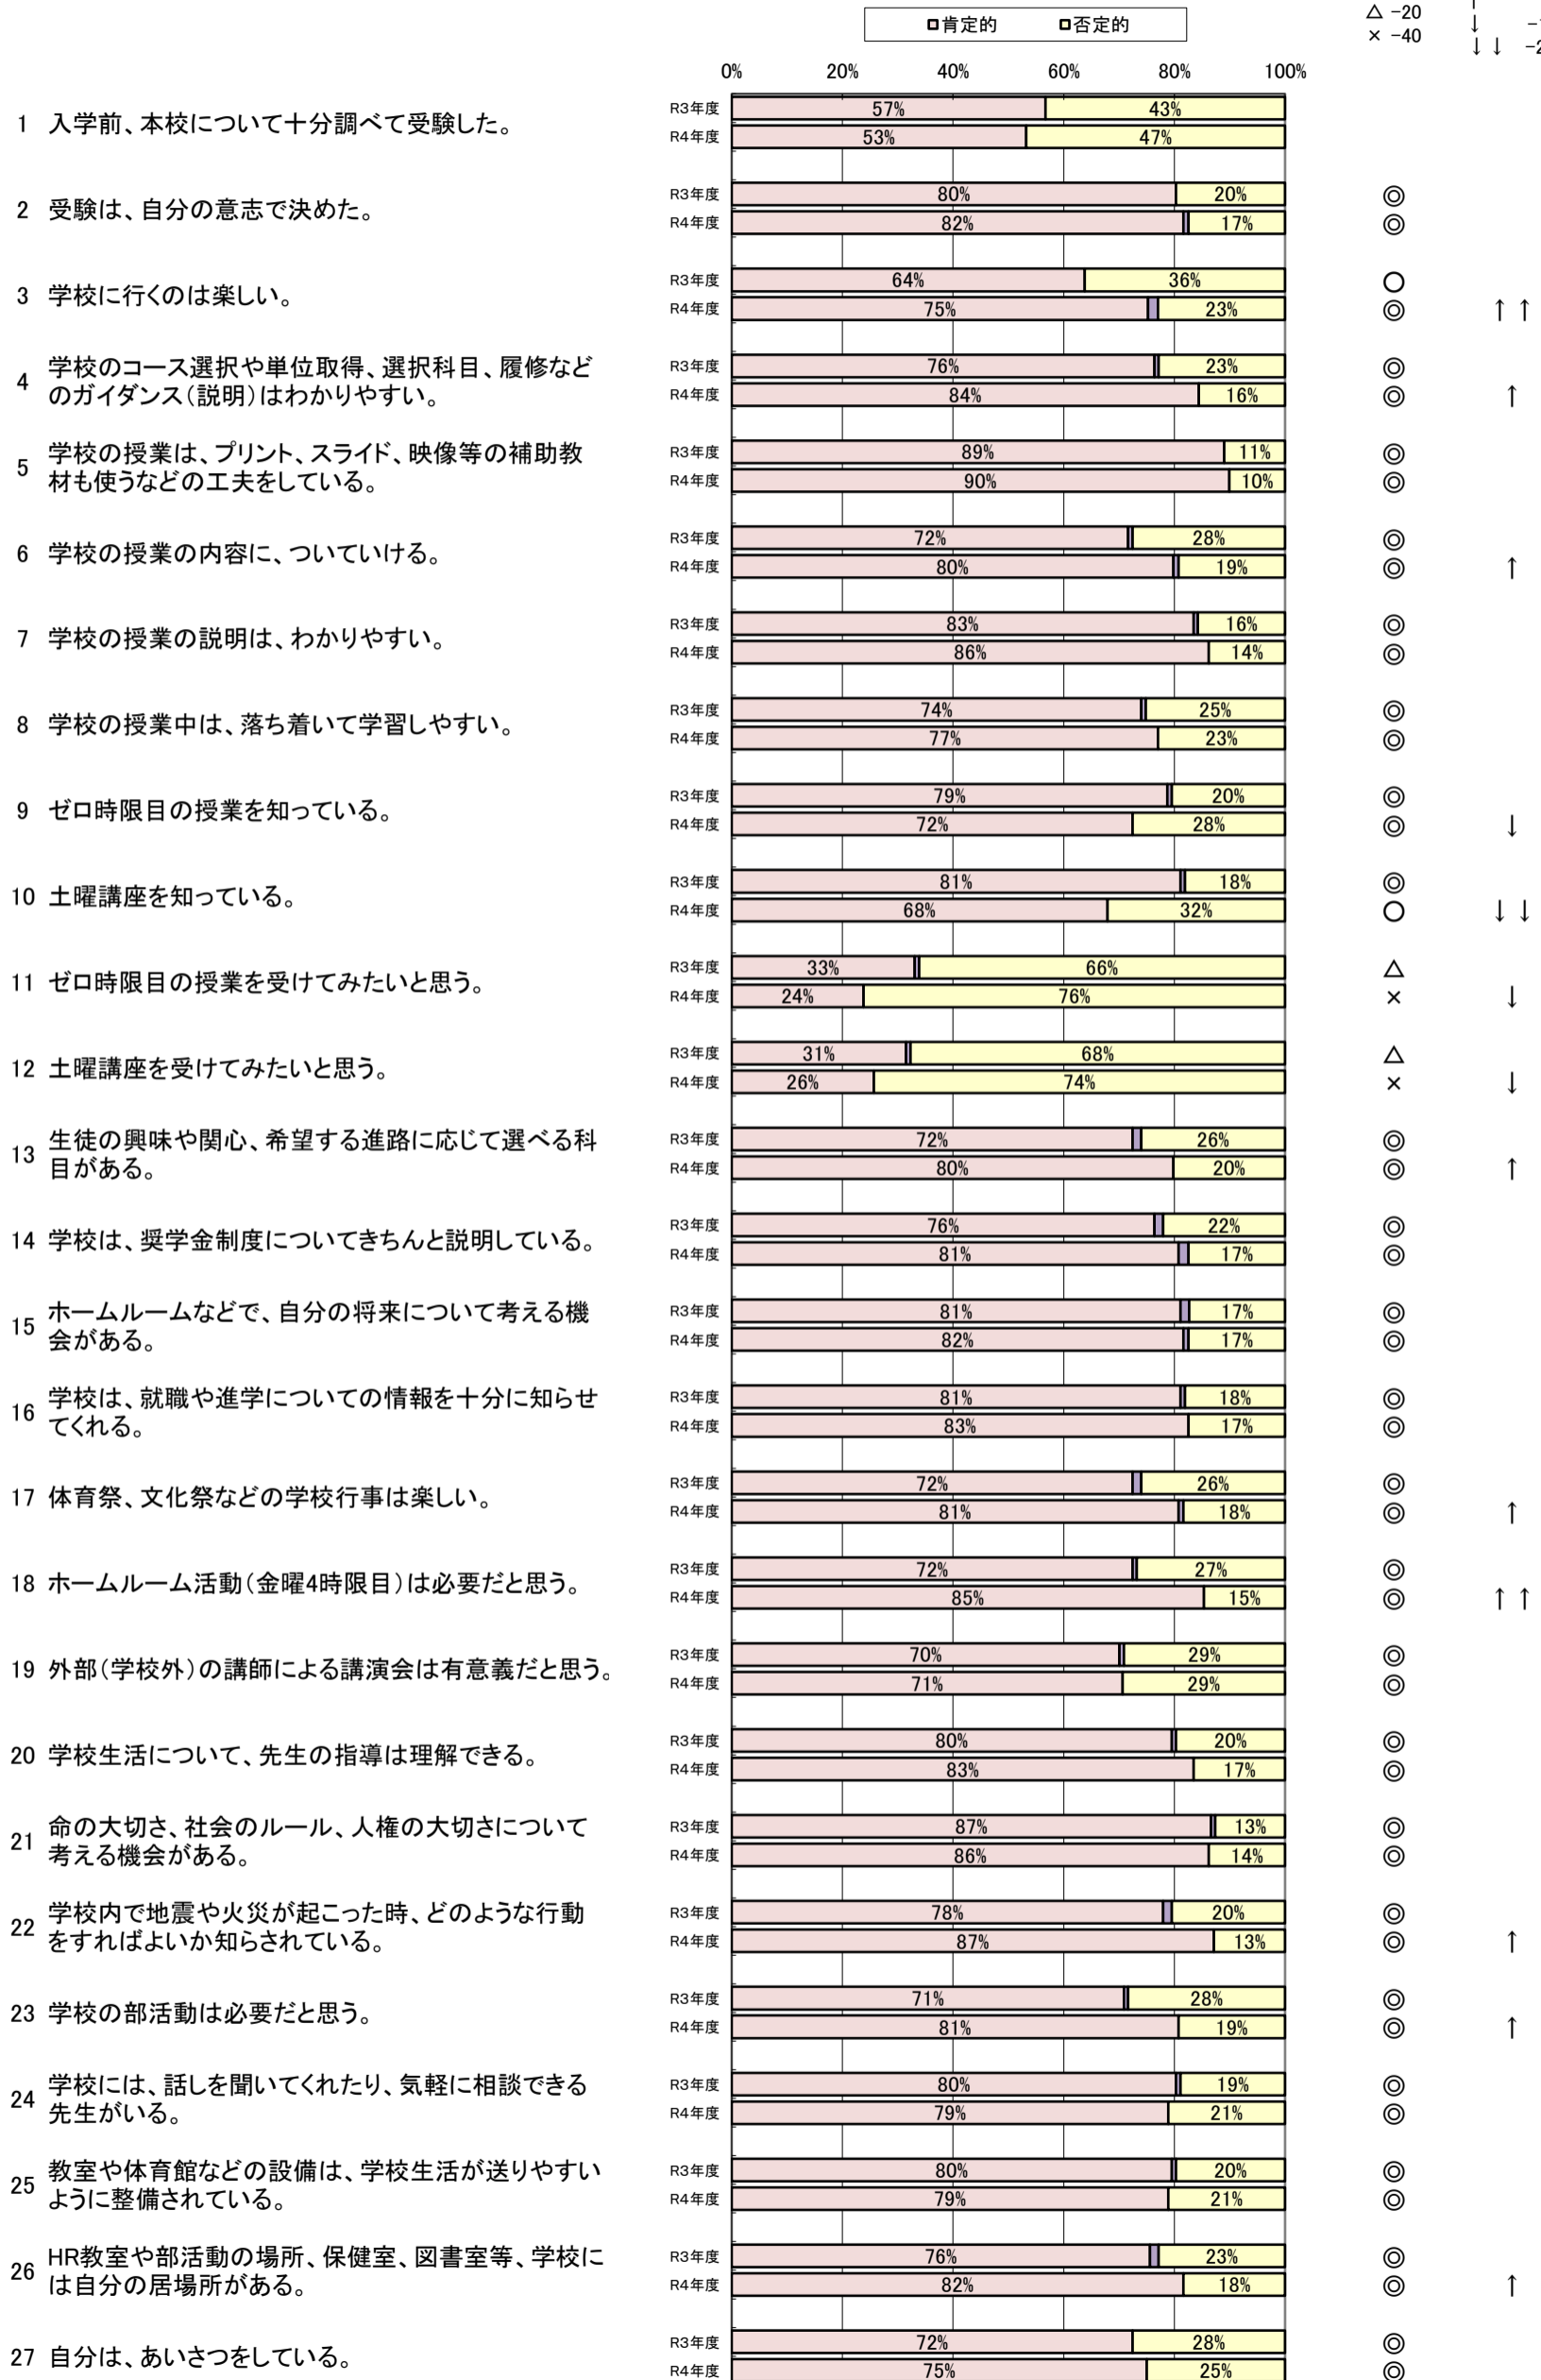 □肯定的 □否定的
△ -20
× -40
↓
↓ ↓
0% 20% 40% 60% 80% 100%
1 入学前、本校について十分調べて受験した。
R3年度 57% 43%
R4年度 53% 47%
2 受験は、自分の意志で決めた。
R3年度 80% 20% ◎
R4年度 82% 17% ◎
3 学校に行くのは楽しい。
R3年度 64% 36% ○
R4年度 75% 23% ◎ ↑ ↑
4 学校のコース選択や単位取得、選択科目、履修など
のガイダンス（説明）はわかりやすい。
R3年度 76% 23% ◎
R4年度 84% 16% ◎ ↑
5 学校の授業は、プリント、スライド、映像等の補助教
材も使うなどの工夫をしている。
R3年度 89% 11% ◎
R4年度 90% 10% ◎
6 学校の授業の内容に、ついていける。
R3年度 72% 28% ◎
R4年度 80% 19% ◎ ↑
7 学校の授業の説明は、わかりやすい。
R3年度 83% 16% ◎
R4年度 86% 14% ◎
8 学校の授業中は、落ち着いて学習しやすい。
R3年度 74% 25% ◎
R4年度 77% 23% ◎
9 ゼロ時限目の授業を知っている。
R3年度 79% 20% ◎
R4年度 72% 28% ◎ ↓
10 土曜講座を知っている。
R3年度 81% 18% ◎
R4年度 68% 32% ○ ↓ ↓
11 ゼロ時限目の授業を受けてみたいと思う。
R3年度 33% 66% △
R4年度 24% 76% × ↓
12 土曜講座を受けてみたいと思う。
R3年度 31% 68% △
R4年度 26% 74% × ↓
13 生徒の興味や関心、希望する進路に応じて選べる科
目がある。
R3年度 72% 26% ◎
R4年度 80% 20% ◎ ↑
14 学校は、奨学金制度についてきちんと説明している。
R3年度 76% 22% ◎
R4年度 81% 17% ◎
15 ホームルームなどで、自分の将来について考える機
会がある。
R3年度 81% 17% ◎
R4年度 82% 17% ◎
16 学校は、就職や進学についての情報を十分に知らせ
てくれる。
R3年度 81% 18% ◎
R4年度 83% 17% ◎
17 体育祭、文化祭などの学校行事は楽しい。
R3年度 72% 26% ◎
R4年度 81% 18% ◎ ↑
18 ホームルーム活動（金曜4時限目）は必要だと思う。
R3年度 72% 27% ◎
R4年度 85% 15% ◎ ↑ ↑
19 外部（学校外）の講師による講演会は有意義だと思う。
R3年度 70% 29% ◎
R4年度 71% 29% ◎
20 学校生活について、先生の指導は理解できる。
R3年度 80% 20% ◎
R4年度 83% 17% ◎
21 命の大切さ、社会のルール、人権の大切さについて
考える機会がある。
R3年度 87% 13% ◎
R4年度 86% 14% ◎
22 学校内で地震や火災が起こった時、どのような行動
をすればよいか知らされている。
R3年度 78% 20% ◎
R4年度 87% 13% ◎ ↑
23 学校の部活動は必要だと思う。
R3年度 71% 28% ◎
R4年度 81% 19% ◎ ↑
24 学校には、話しを聞いてくれたり、気軽に相談できる
先生がいる。
R3年度 80% 19% ◎
R4年度 79% 21% ◎
25 教室や体育館などの設備は、学校生活が送りやすい
ように整備されている。
R3年度 80% 20% ◎
R4年度 79% 21% ◎
26 HR教室や部活動の場所、保健室、図書室等、学校に
は自分の居場所がある。
R3年度 76% 23% ◎
R4年度 82% 18% ◎ ↑
27 自分は、あいさつをしている。
R3年度 72% 28% ◎
R4年度 75% 25% ◎